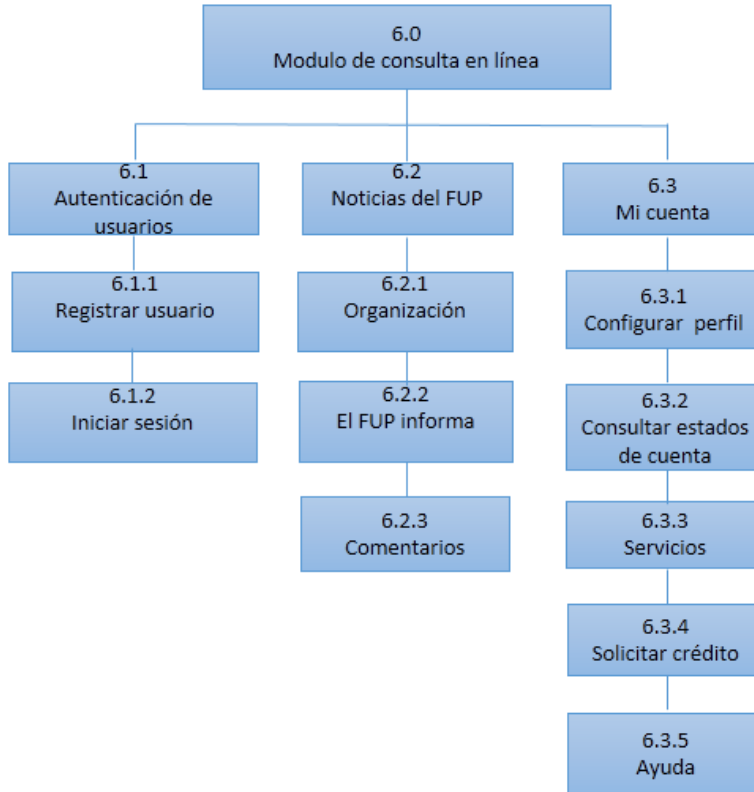 6.0
Modulo de consulta en línea
6.1
Autenticación de
usuarios
6.1.1
Registrar usuario
6.1.2
Iniciar sesión
6.2
Noticias del FUP
6.2.1
Organización
6.2.2
El FUP informa
6.2.3
Comentarios
6.3
Mi cuenta
6.3.1
Configurar perfil
6.3.2
Consultar estados
de cuenta
6.3.3
Servicios
6.3.4
Solicitar crédito
6.3.5
Ayuda